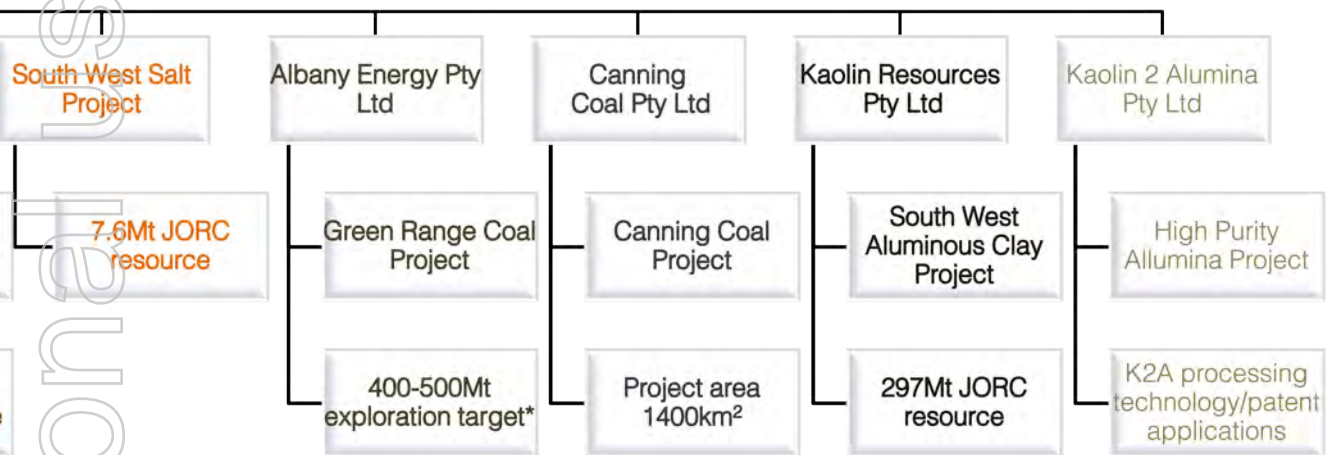 South West Salt
Project
Albany Energy Pty
Ltd
Canning
Coal Pty Ltd
Kaolin Resources
Pty Ltd
Kaolin 2 Alumina
Pty Ltd
7.6Mt JORC
resource
Green Range Coal
Project
Canning Coal
Project
South West
Aluminous Clay
Project
High Purity
Allumina Project
400-500Mt
exploration target*
Project area
1400km²
297Mt JORC
resource
K2A processing
technology/patent
applications